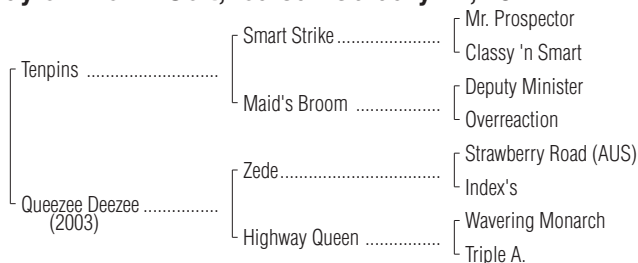 Smart Strike
Mr. Prospector
Classy 'n Smart
Tenpins
Maid's Broom
Deputy Minister
Overreaction
Zede
Strawberry Road (AUS)
Index's
Queezee Deezee
(2003)
Highway Queen
Wavering Monarch
Triple A.